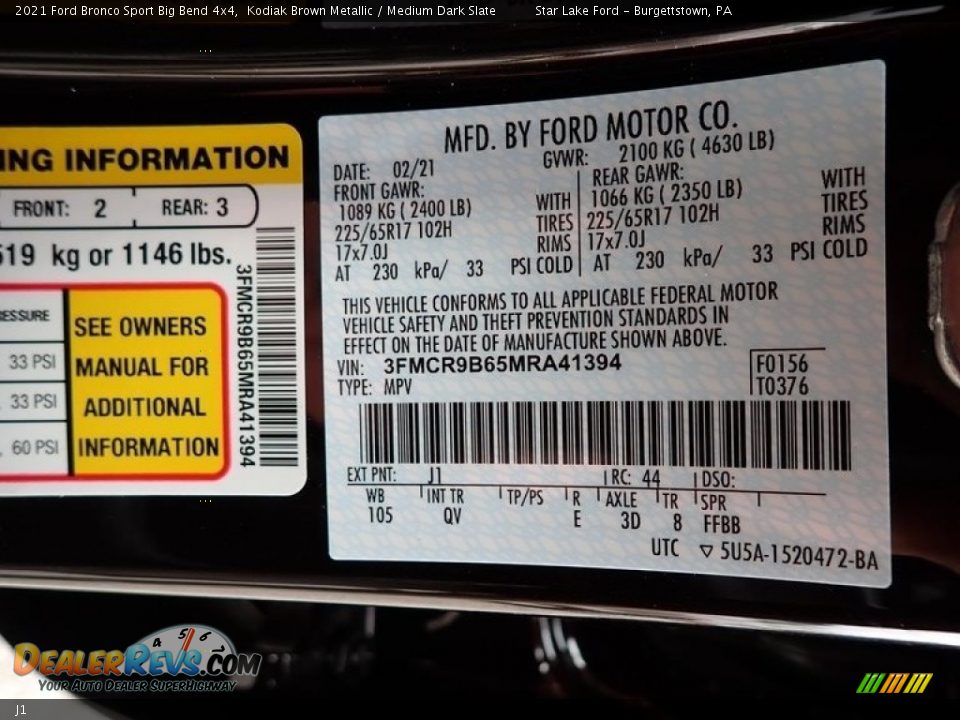 2021 Ford Bronco Sport Big Bend 4x4, Kodiak Brown Metallic / Medium Dark Slate Star Lake Ford - Burgettstown, PA
ING INFORMATION
FRONT: 2 REAR: 3
519 kg or 1146 lbs.
33 PSI
33 PSI
60 PSI
SEE OWNERS
MANUAL FOR
ADDITIONAL
INFORMATION
3FMCR9B65MRA41394
MFD. BY FORD MOTOR CO.
DATE: 02/21 GVWR: 2100 KG ( 4630 LB)
FRONT GAWR:
1089 KG ( 2400 LB) WITH
225/65R17 102H TIRES
17x7.0J RIMS
AT 230 kPa/ 33 PSI COLD
REAR GAWR:
1066 KG ( 2350 LB) WITH
225/65R17 102H TIRES
17x7.0J RIMS
AT 230 kPa/ 33 PSI COLD
THIS VEHICLE CONFORMS TO ALL APPLICABLE FEDERAL MOTOR
VEHICLE SAFETY AND THEFT PREVENTION STANDARDS IN
EFFECT ON THE DATE OF MANUFACTURE SHOWN ABOVE.
VIN: 3FMCR9B65MRA41394
TYPE: MPV
F0156
T0376
EXT PNT: J1 RC: 44 DSO:
WB INT TR TP/PS R AXLE TR SPR
105 QV E 3D 8 FFBB
UTC ▽ 5U5A-1520472-BA
4 5 6
DEALERREVS.COM
YOUR AUTO DEALER SUPERHIGHWAY
J1